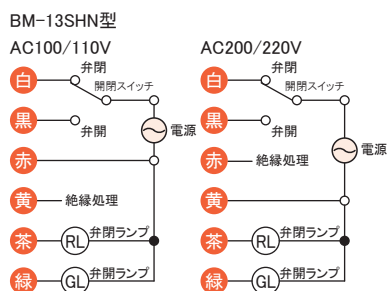 BM-13SHN型
AC100/110V
弁閉
白
開閉スイッチ
黒
弁開
電源
赤
黄
絶縁処理
茶
RL
弁閉ランプ
緑
GL
弁開ランプ
AC200/220V
弁閉
白
開閉スイッチ
黒
弁開
電源
赤
絶縁処理
黄
茶
RL
弁閉ランプ
緑
GL
弁開ランプ